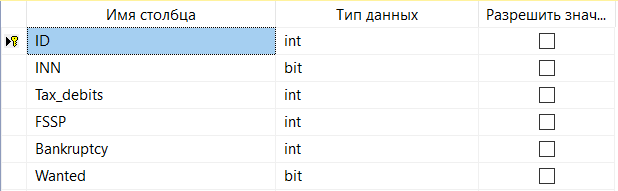 Имя столбца Тип данных Разрешить знач...
ID int
INN bit
Tax_debits int
FSSP int
Bankruptcy int
Wanted bit